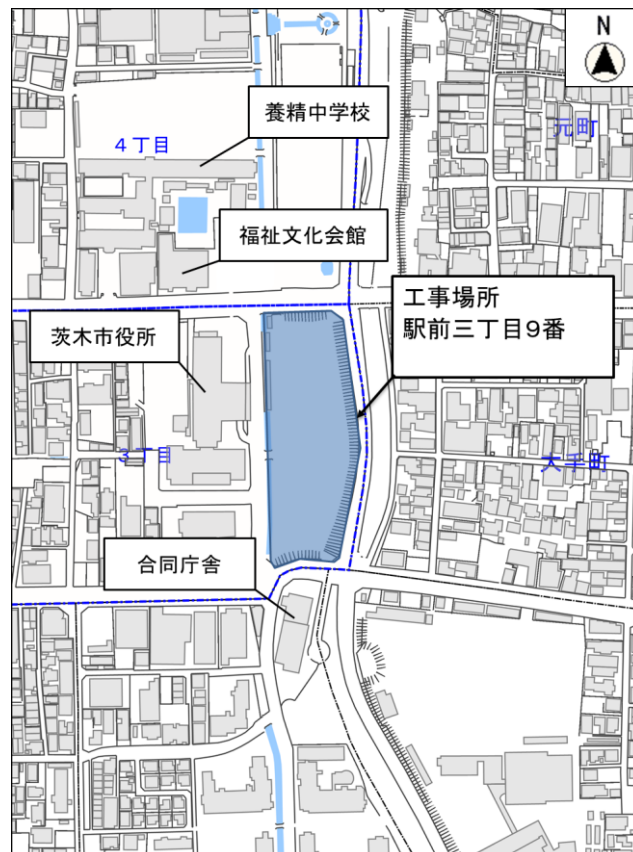 N
養精中学校
元町
４丁目
福祉文化会館
工事場所
駅前三丁目9番
茨木市役所
３丁目
大手町
合同庁舎